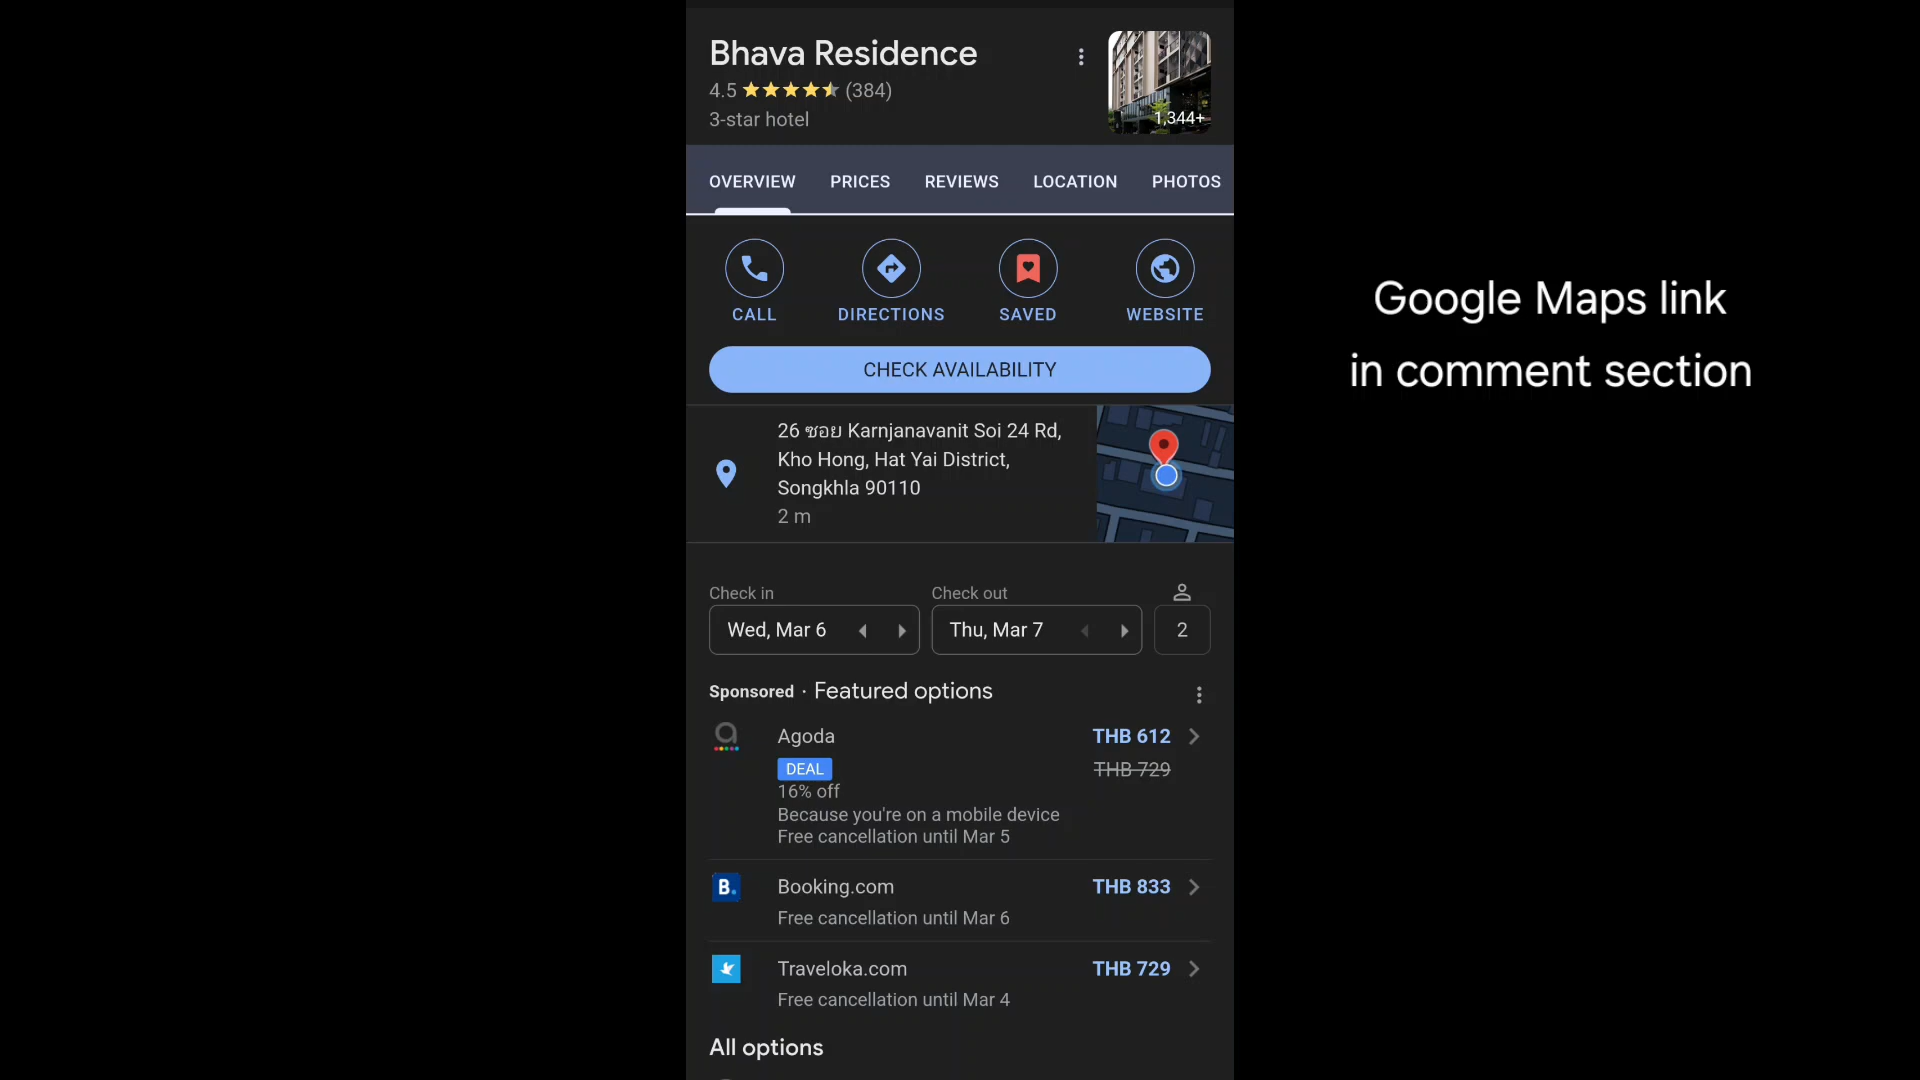 Bhava Residence
4.5 (384)
3-star hotel
1,344+
OVERVIEW PRICES REVIEWS LOCATION PHOTOS
CALL DIRECTIONS SAVED WEBSITE
CHECK AVAILABILITY
Google Maps link
in comment section
26 ซอย Karnjanavanit Soi 24 Rd,
Kho Hong, Hat Yai District,
Songkhla 90110
2 m
Check in Check out
Wed, Mar 6 Thu, Mar 7 2
Sponsored · Featured options
Agoda THB 612
DEAL THB 729
16% off
Because you're on a mobile device
Free cancellation until Mar 5
B. Booking.com THB 833
Free cancellation until Mar 6
Traveloka.com THB 729
Free cancellation until Mar 4
All options